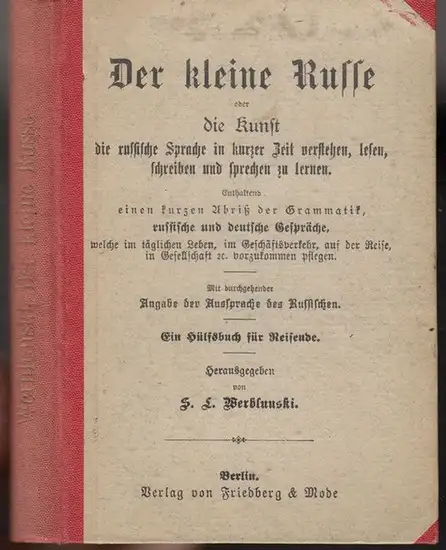 Der kleine Russe
oder
die Kunst
die russische Sprache in kurzer Zeit verstehen, lesen,
schreiben und sprechen zu lernen.
Enthaltend
einen kurzen Abriß der Grammatik,
russische und deutsche Gespräche,
welche im täglichen Leben, im Geschäftsverkehr, auf der Reise,
in Gesellschaft ꝛc. vorzukommen pflegen.
Mit durchgehender
Angabe der Aussprache des Russischen.
Ein Hülfsbuch für Reisende.
Herausgegeben
von
S. L. Werblunski.
Berlin.
Verlag von Friedberg & Mode
Werblunski, Der kleine Russe